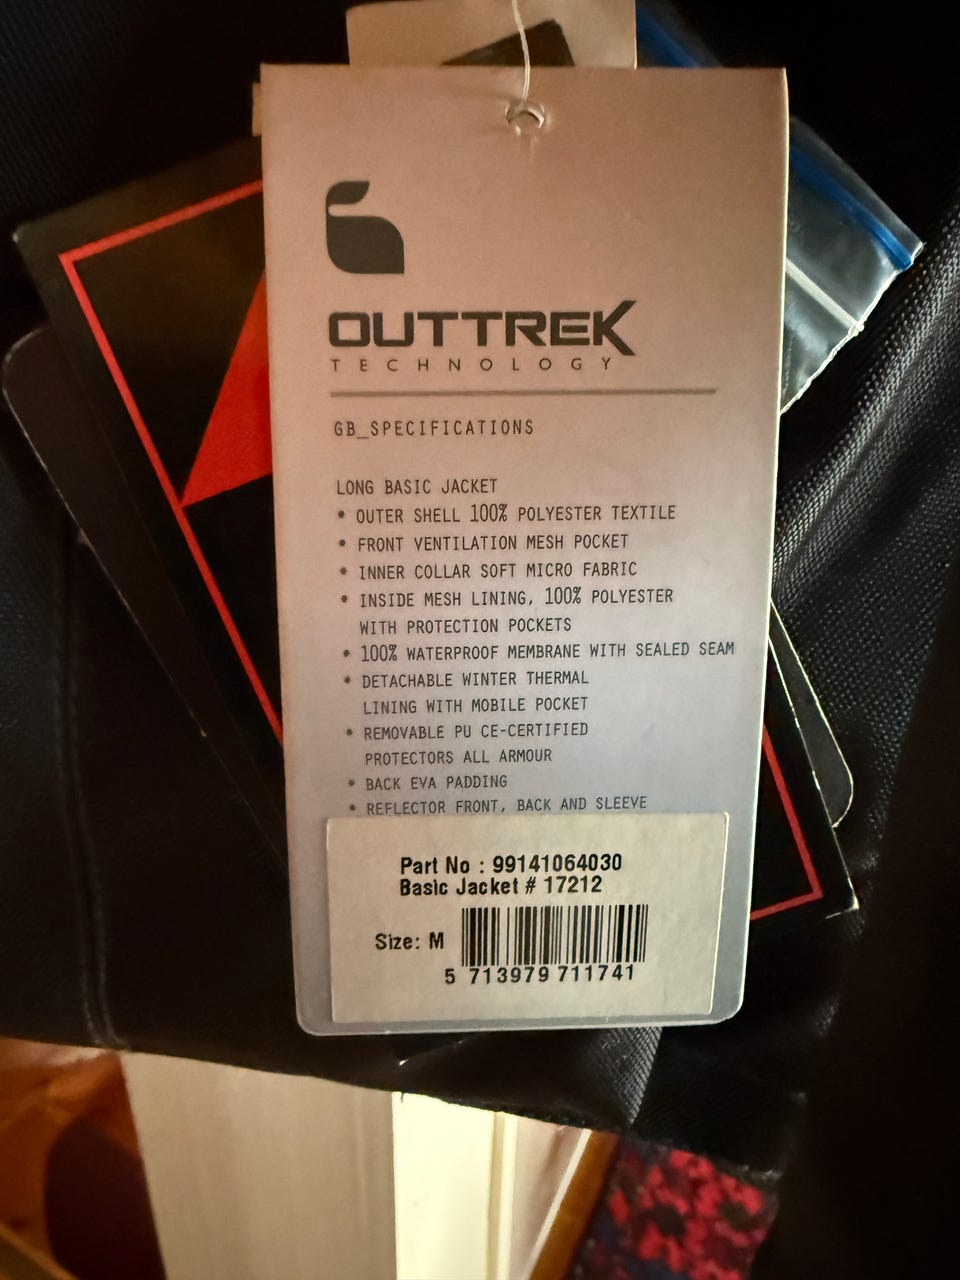 OUTTREK
TECHNOLOGY
GB_SPECIFICATIONS
LONG BASIC JACKET
• OUTER SHELL 100% POLYESTER TEXTILE
• FRONT VENTILATION MESH POCKET
• INNER COLLAR SOFT MICRO FABRIC
• INSIDE MESH LINING, 100% POLYESTER
WITH PROTECTION POCKETS
• 100% WATERPROOF MEMBRANE WITH SEALED SEAM
• DETACHABLE WINTER THERMAL
LINING WITH MOBILE POCKET
• REMOVABLE PU CE-CERTIFIED
PROTECTORS ALL ARMOUR
• BACK EVA PADDING
• REFLECTOR FRONT, BACK AND SLEEVE
Part No : 99141064030
Basic Jacket # 17212
Size: M
5 713979 711741